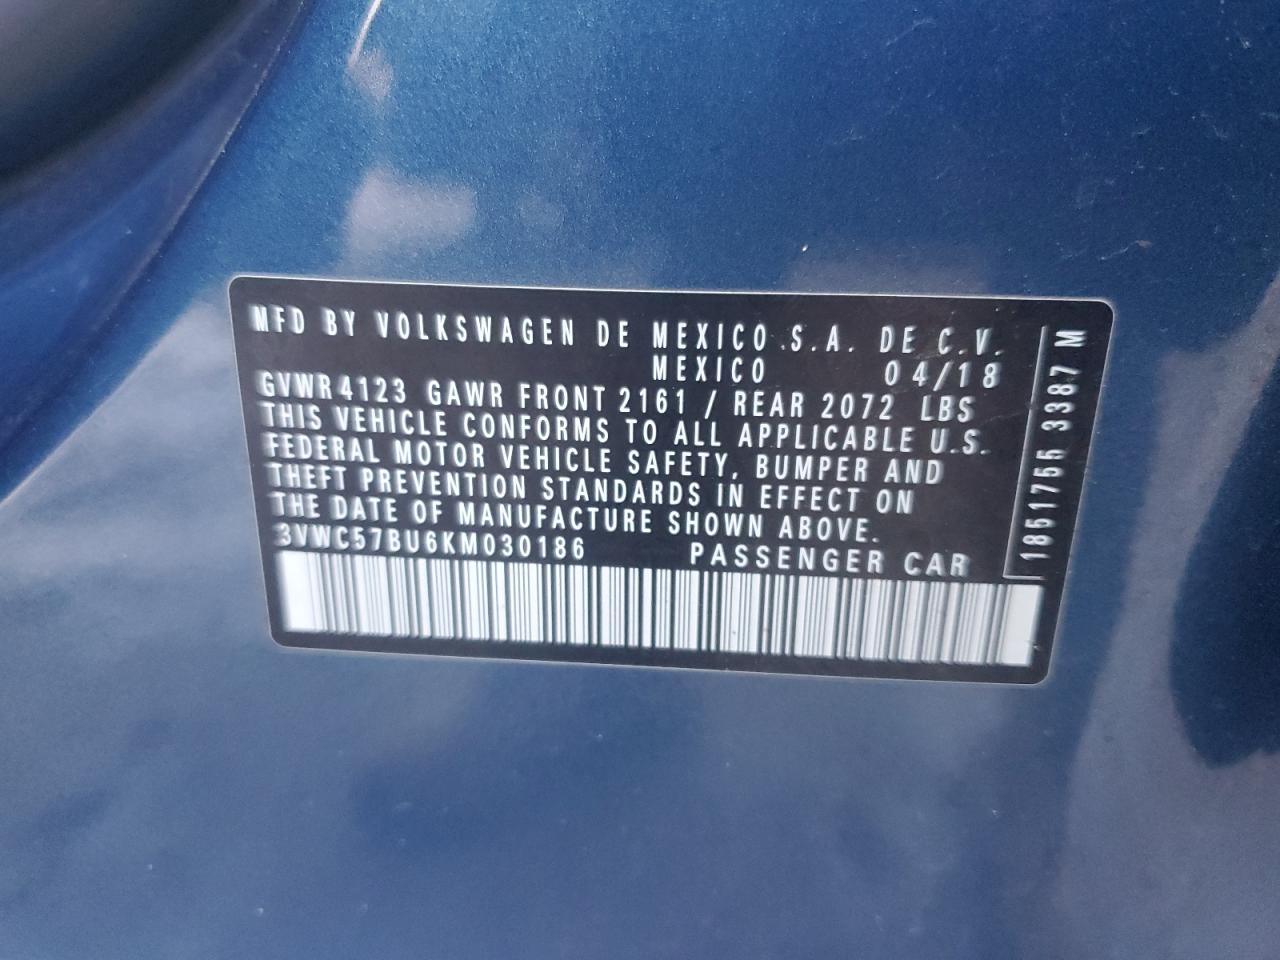 MFD BY VOLKSWAGEN DE MEXICO S.A. DE C.V.
MEXICO 04/18
GVWR 4123 GAWR FRONT 2161 / REAR 2072 LBS
THIS VEHICLE CONFORMS TO ALL APPLICABLE U.S.
FEDERAL MOTOR VEHICLE SAFETY, BUMPER AND
THEFT PREVENTION STANDARDS IN EFFECT ON
THE DATE OF MANUFACTURE SHOWN ABOVE.
3VWC57BU6KM030186 PASSENGER CAR
1851755 3387 M